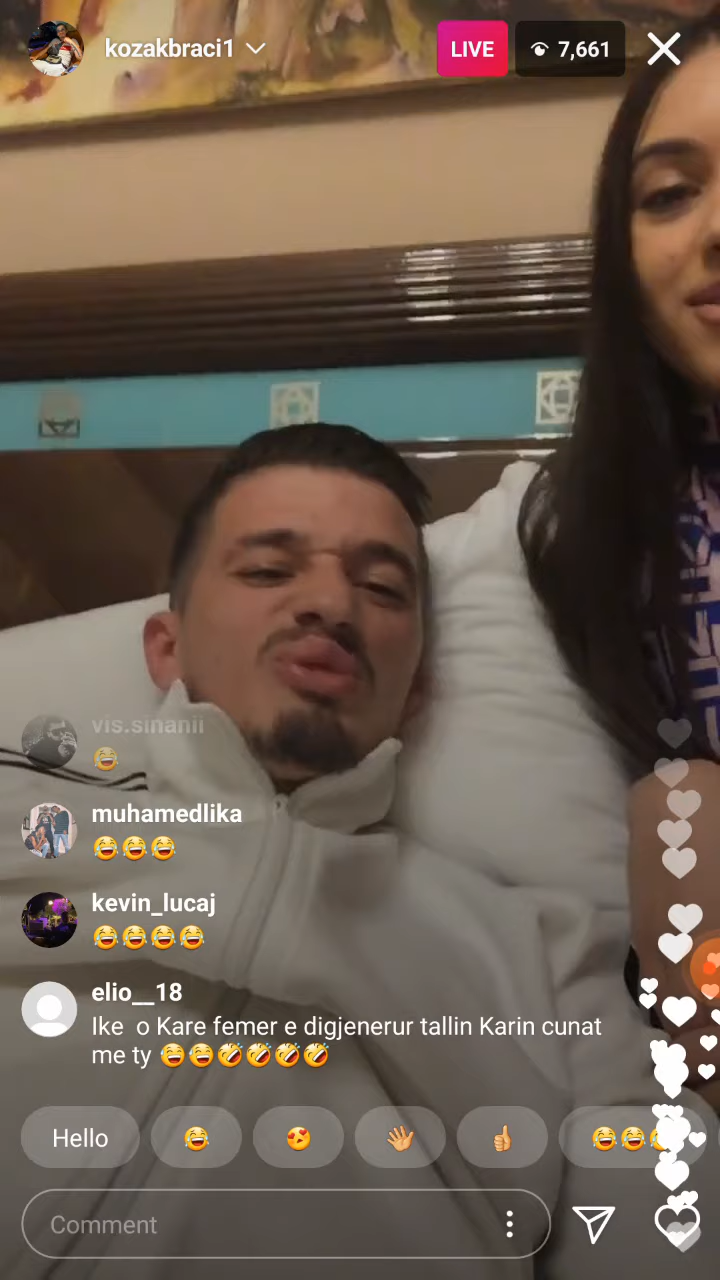 kozakbraci1
LIVE
7,661
vis.sinanii
😂
muhamedlika
😂😂😂
kevin_lucaj
😂😂😂😂
elio__18
Ike o Kare femer e digjenerur tallin Karin cunat
me ty 😂😂🤣🤣🤣🤣
Hello
😂
😍
👋
👍
😂😂😂
Comment